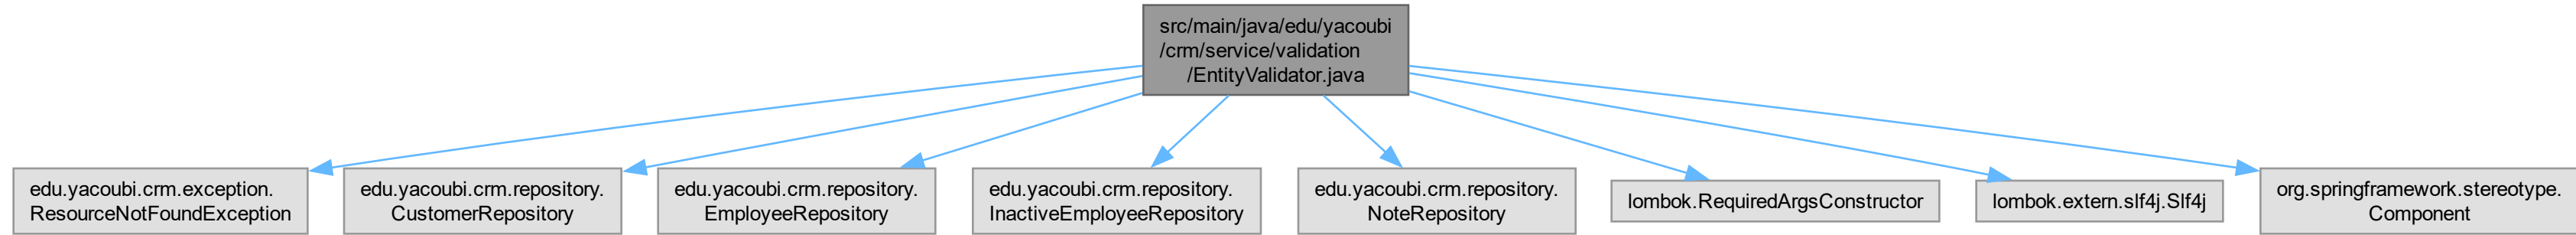 src/main/java/edu/yacoubi
/crm/service/validation
/EntityValidator.java
edu.yacoubi.crm.exception.
ResourceNotFoundException
edu.yacoubi.crm.repository.
CustomerRepository
edu.yacoubi.crm.repository.
EmployeeRepository
edu.yacoubi.crm.repository.
InactiveEmployeeRepository
edu.yacoubi.crm.repository.
NoteRepository
lombok.RequiredArgsConstructor
lombok.extern.slf4j.Slf4j
org.springframework.stereotype.
Component